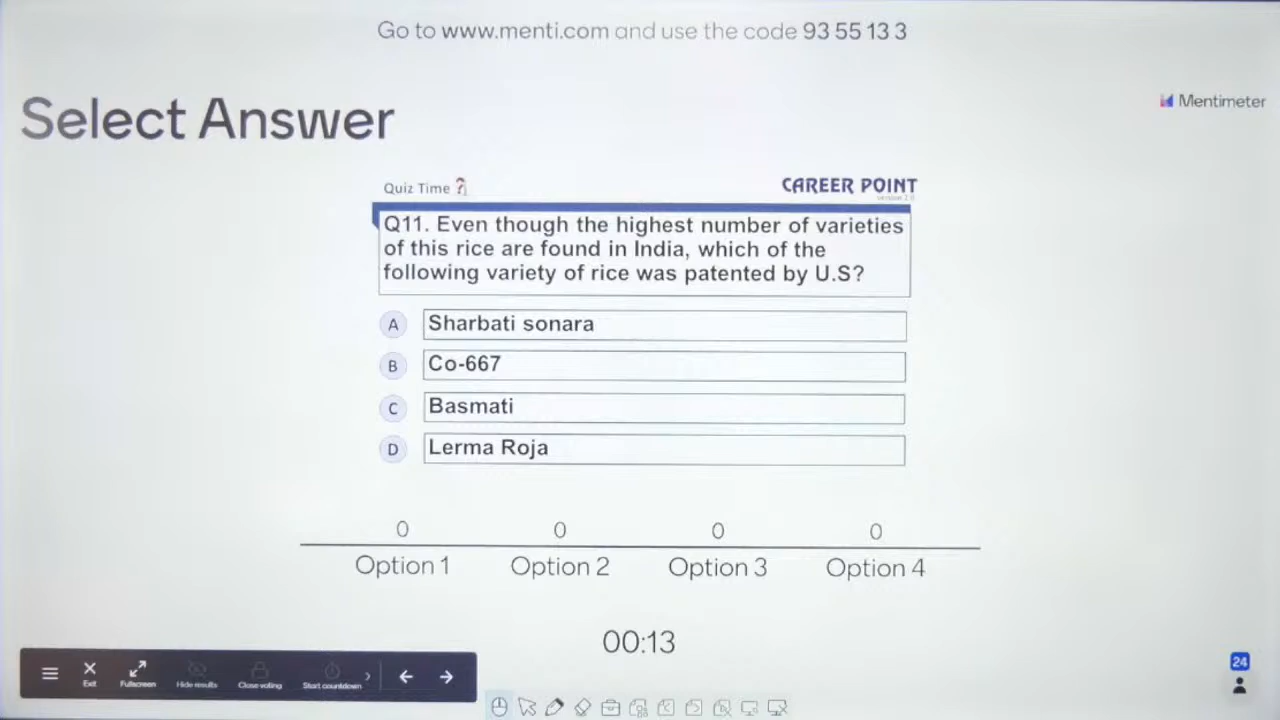 Go to www.menti.com and use the code 93 55 13 3
Select Answer
Mentimeter
Quiz Time ?
CAREER POINT
version 2.0
Q11. Even though the highest number of varieties
of this rice are found in India, which of the
following variety of rice was patented by U.S?
A Sharbati sonara
B Co-667
C Basmati
D Lerma Roja
0 0 0 0
Option 1 Option 2 Option 3 Option 4
00:13
Exit Fullscreen Hide results Close voting Start countdown
24